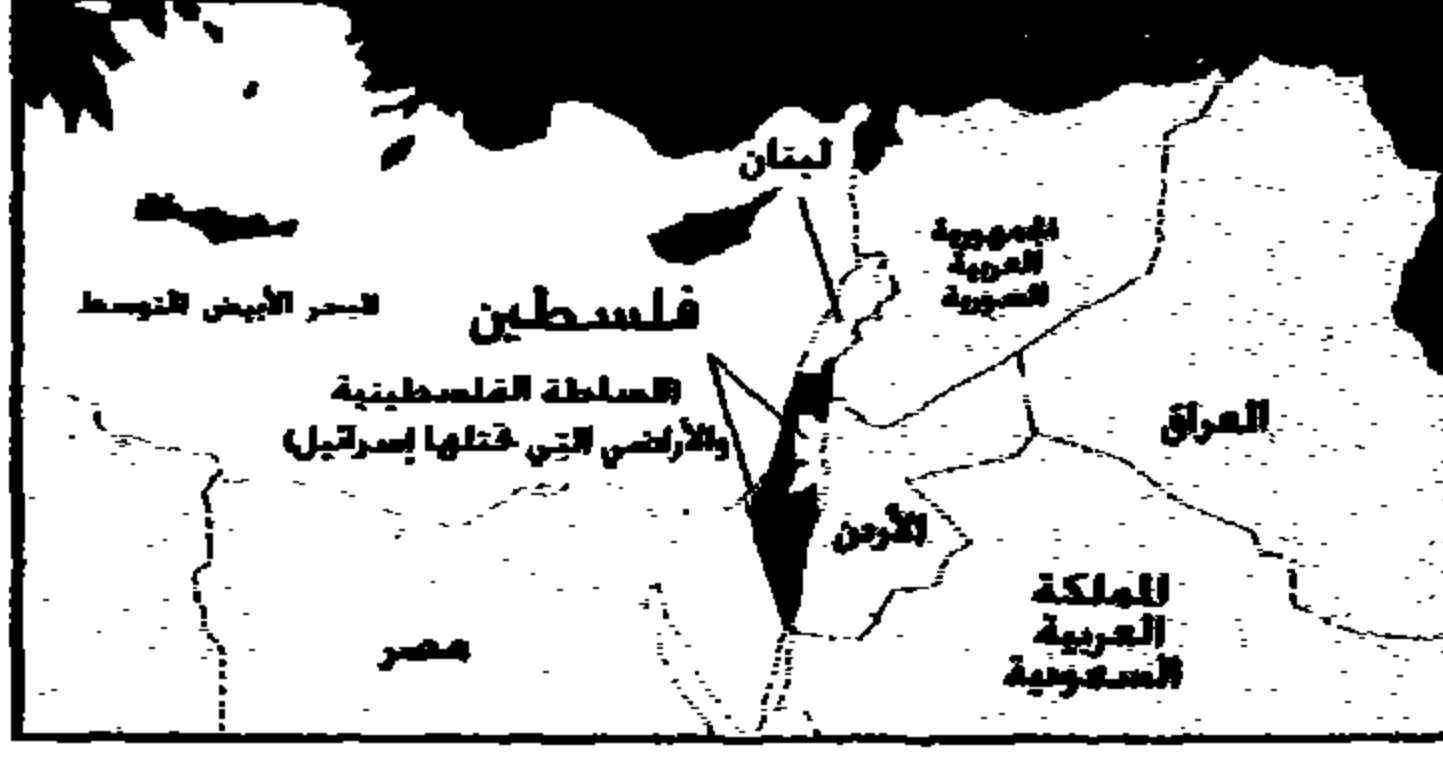 لبنان
الجمهورية
العربية
السورية
البحر الأبيض المتوسط
فلسطين
(السلطة الفلسطينية
والأراضي التي تحتلها إسرائيل)
العراق
الأردن
المملكة
العربية
السعودية
مصر